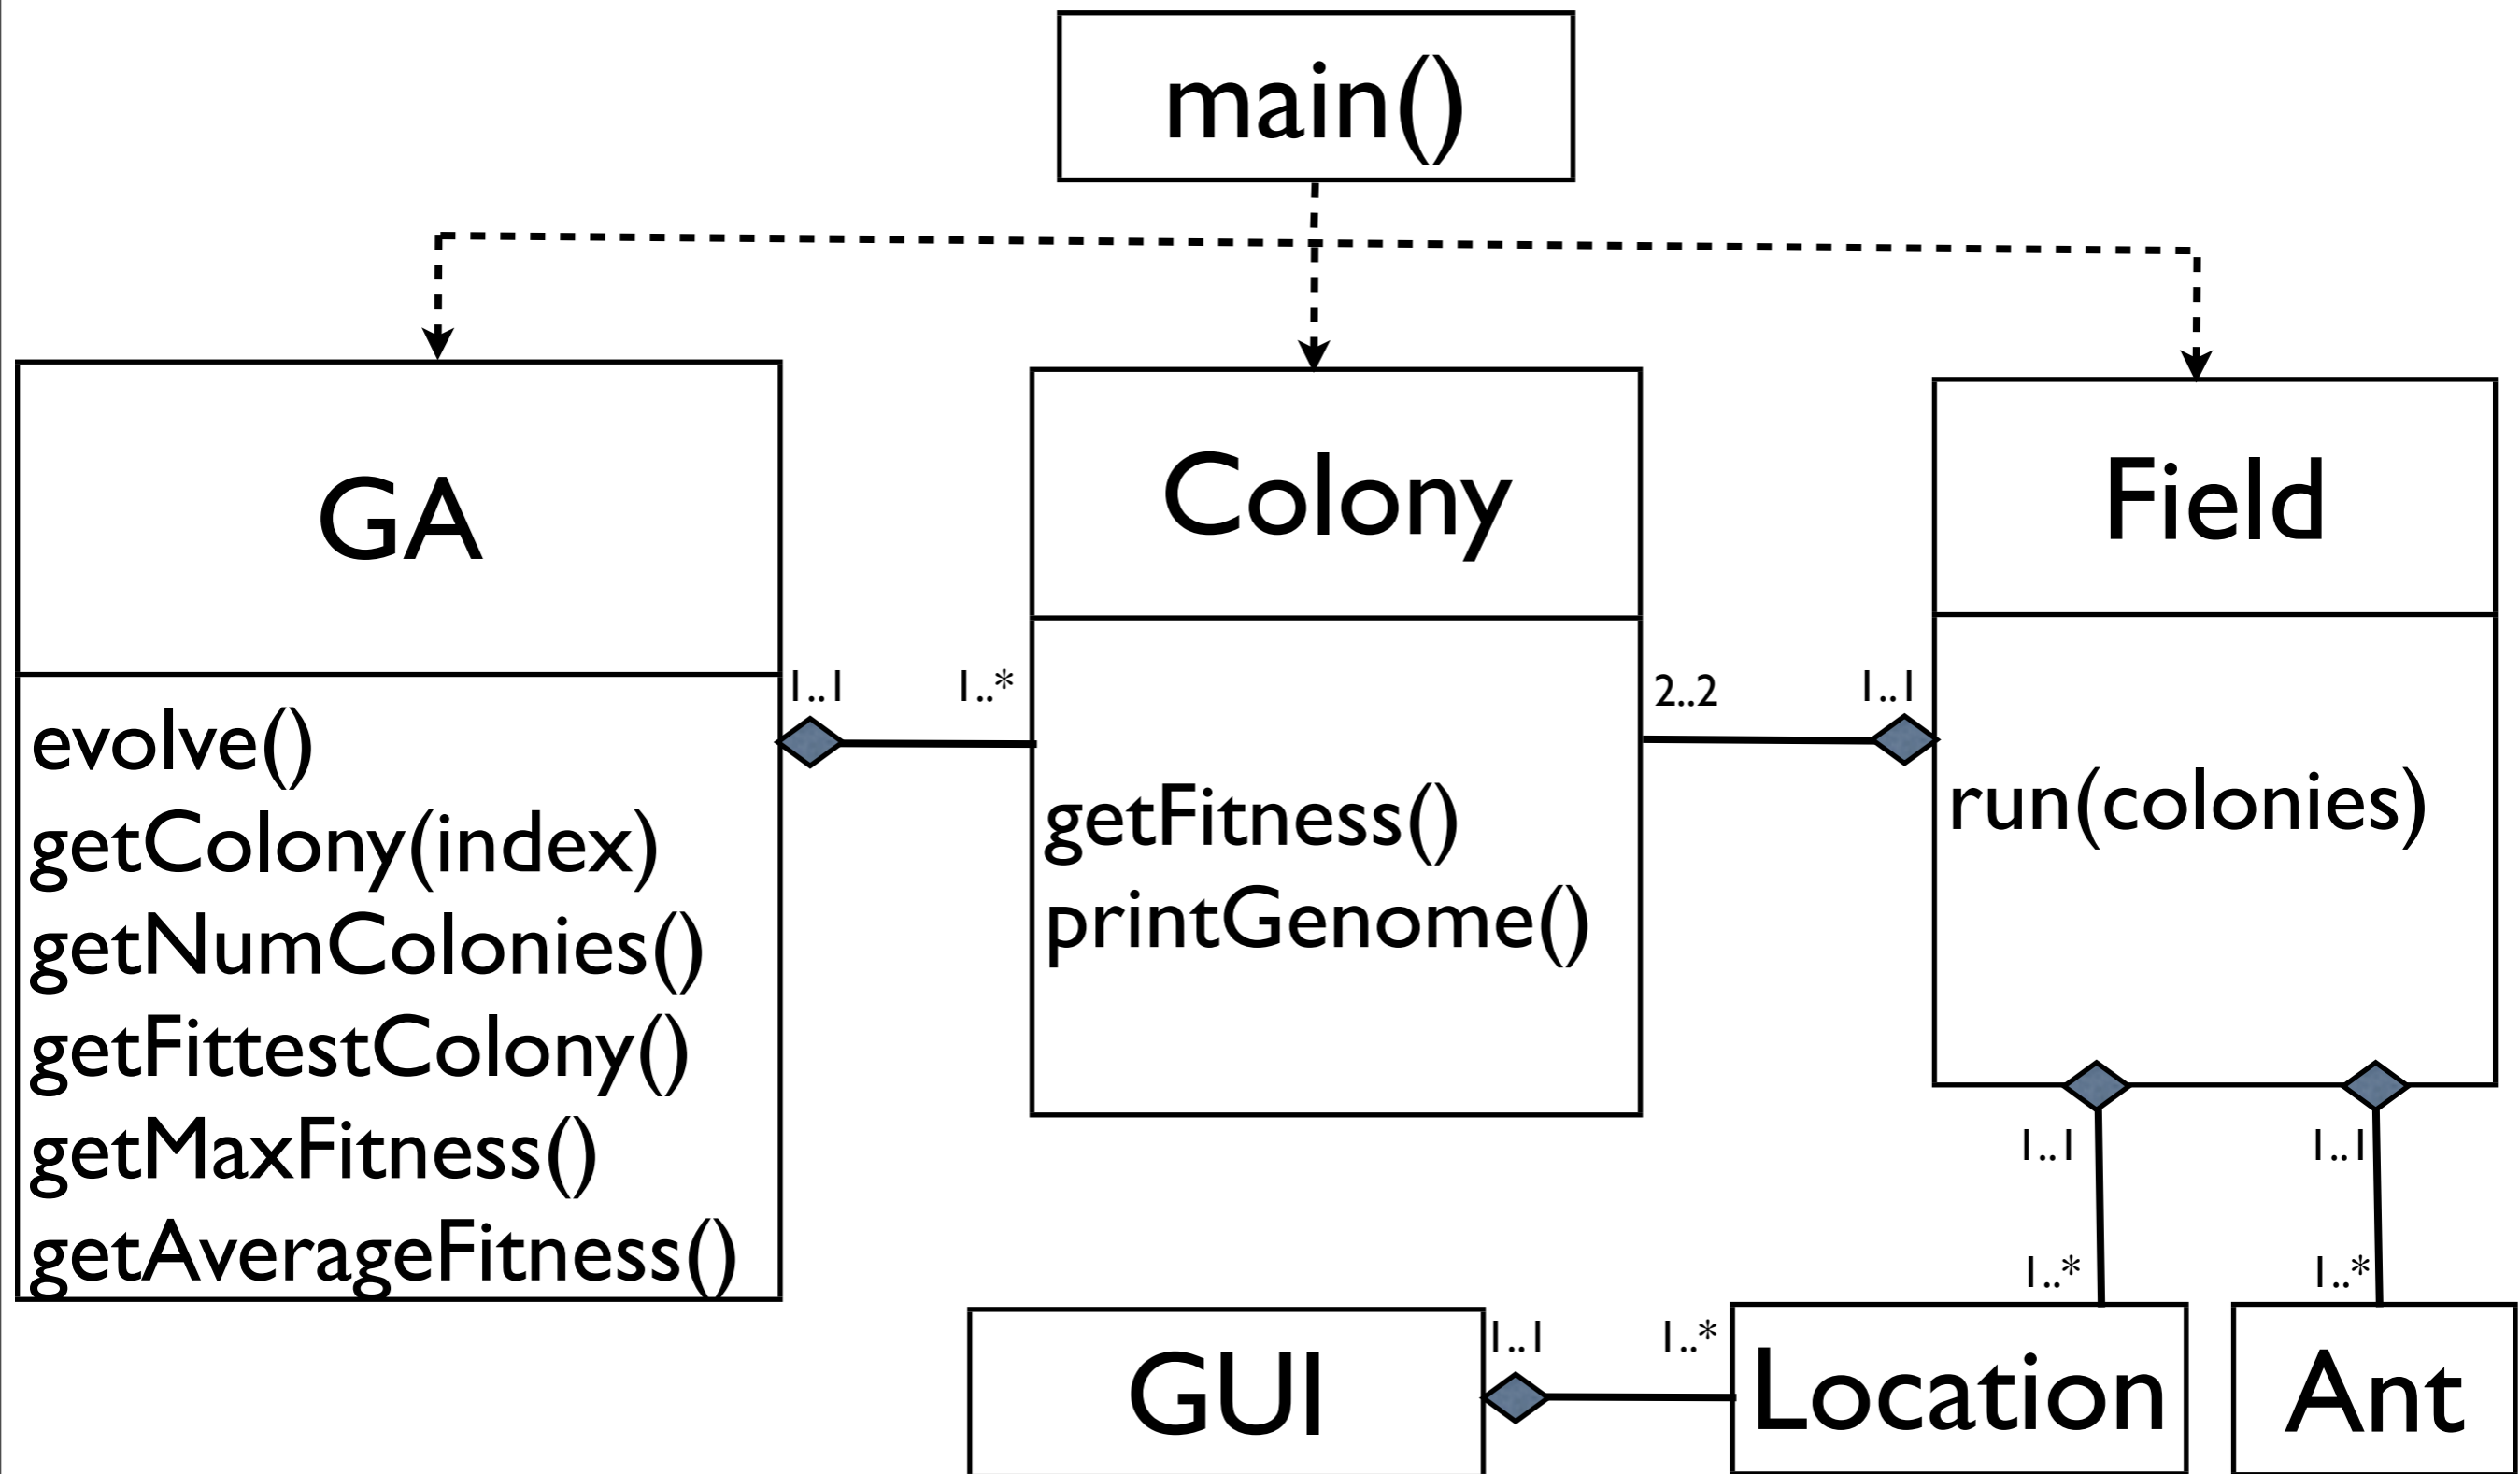 main()
GA
Colony
Field
1..1
1..*
2..2
1..1
evolve()
getColony(index)
getNumColonies()
getFittestColony()
getMaxFitness()
getAverageFitness()
getFitness()
printGenome()
run(colonies)
1..1
1..1
1..*
1..*
GUI
1..1
1..*
Location
Ant